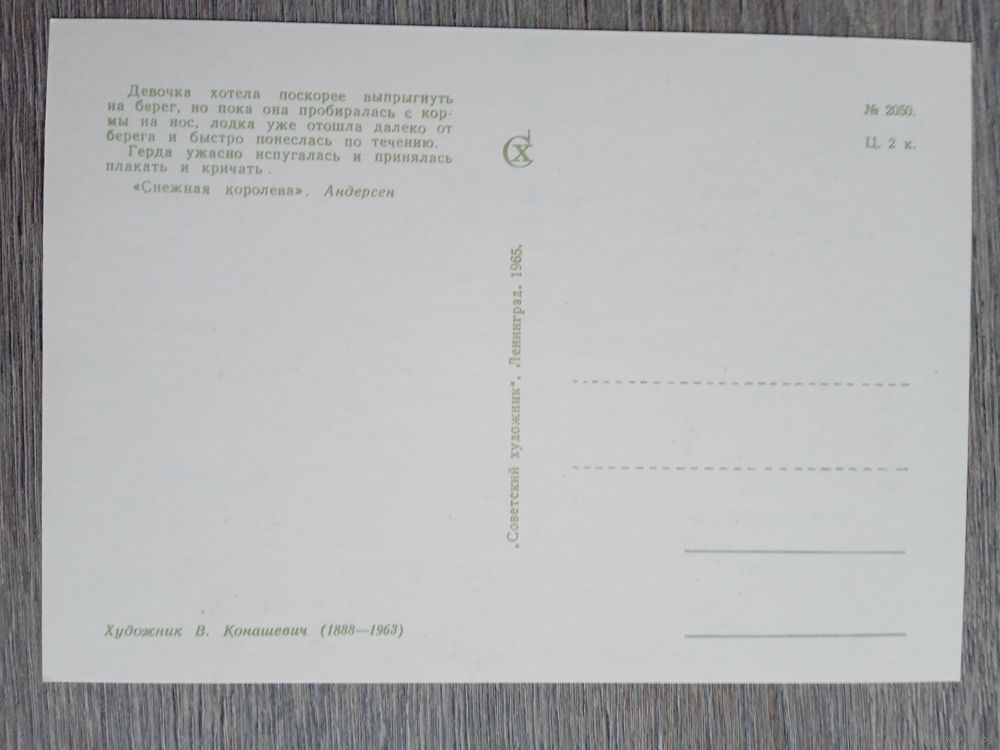 Девочка хотела поскорее выпрыгнуть
на берег, но пока она пробиралась с кор-
мы на нос, лодка уже отошла далеко от
берега и быстро понеслась по течению.
Герда ужасно испугалась и принялась
плакать и кричать.
«Снежная королева». Андерсен
Художник В. Конашевич (1888—1963)
СХ
„Советский художник“. Ленинград. 1965.
№ 2050.
Ц. 2 к.